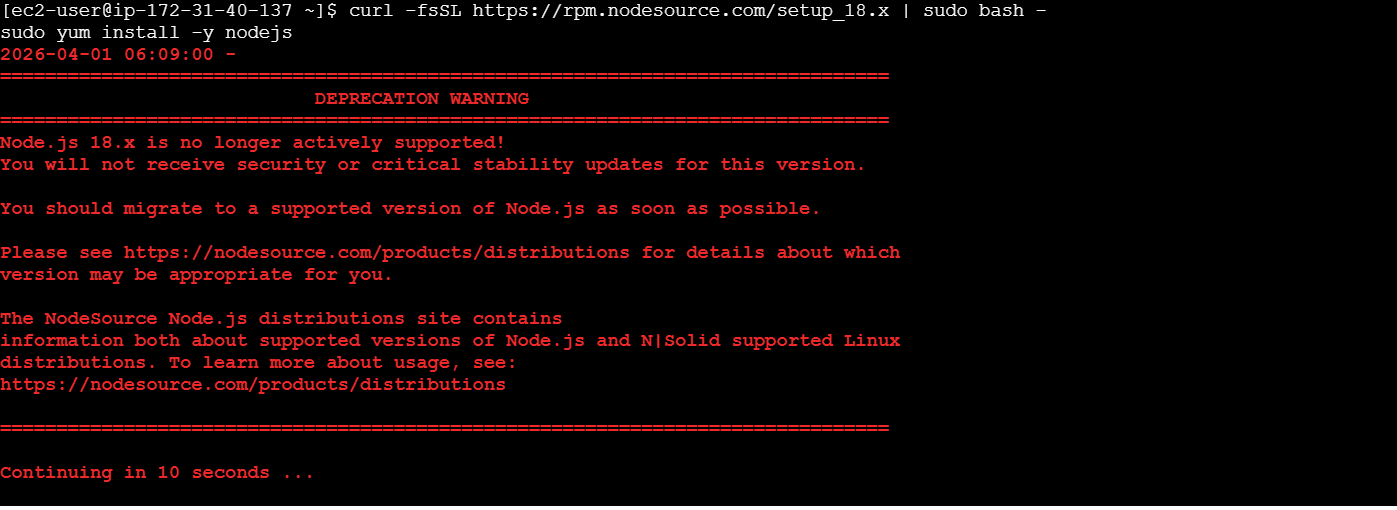 [ec2-user@ip-172-31-40-137 ~]$ curl -fsSL https://rpm.nodesource.com/setup_18.x | sudo bash -
sudo yum install -y nodejs
2026-04-01 06:09:00 -
===============================================================================
DEPRECATION WARNING
===============================================================================
Node.js 18.x is no longer actively supported!
You will not receive security or critical stability updates for this version.
You should migrate to a supported version of Node.js as soon as possible.
Please see https://nodesource.com/products/distributions for details about which
version may be appropriate for you.
The NodeSource Node.js distributions site contains
information both about supported versions of Node.js and N|Solid supported Linux
distributions. To learn more about usage, see:
https://nodesource.com/products/distributions
===============================================================================
Continuing in 10 seconds ...